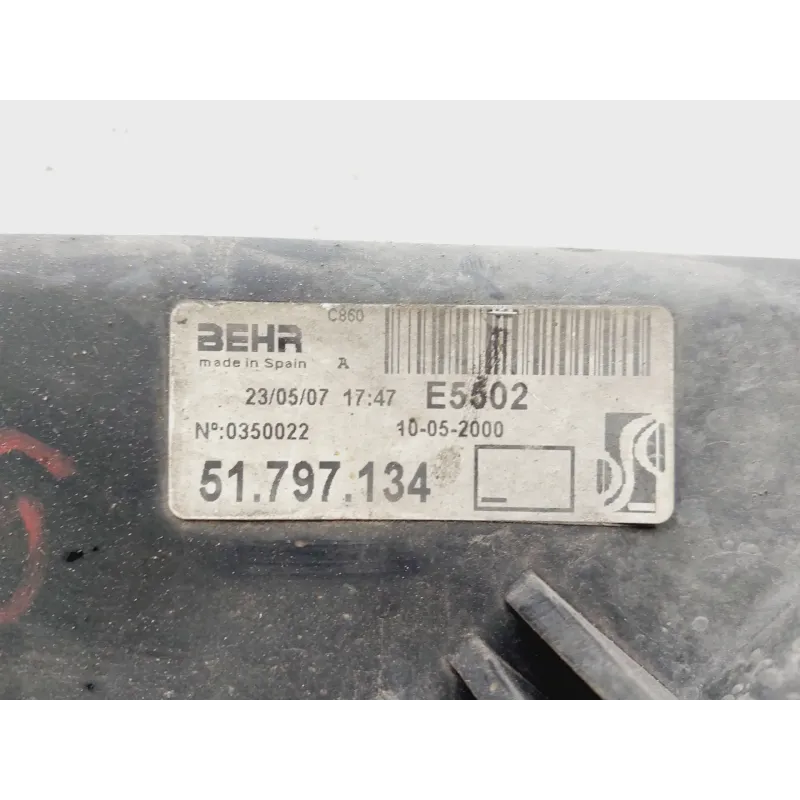 C860
BEHR
made in Spain A
23/05/07 17:47 E5502
Nº:0350022 10-05-2000
51.797.134